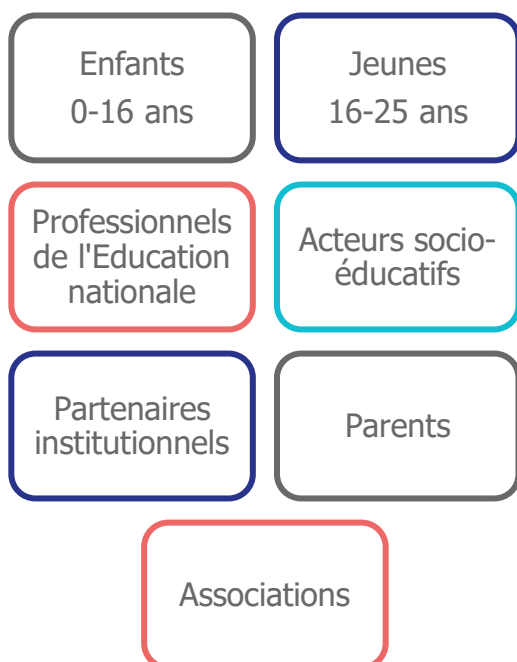 Enfants
0-16 ans
Jeunes
16-25 ans
Professionnels
de l'Education
nationale
Acteurs socio-
éducatifs
Partenaires
institutionnels
Parents
Associations